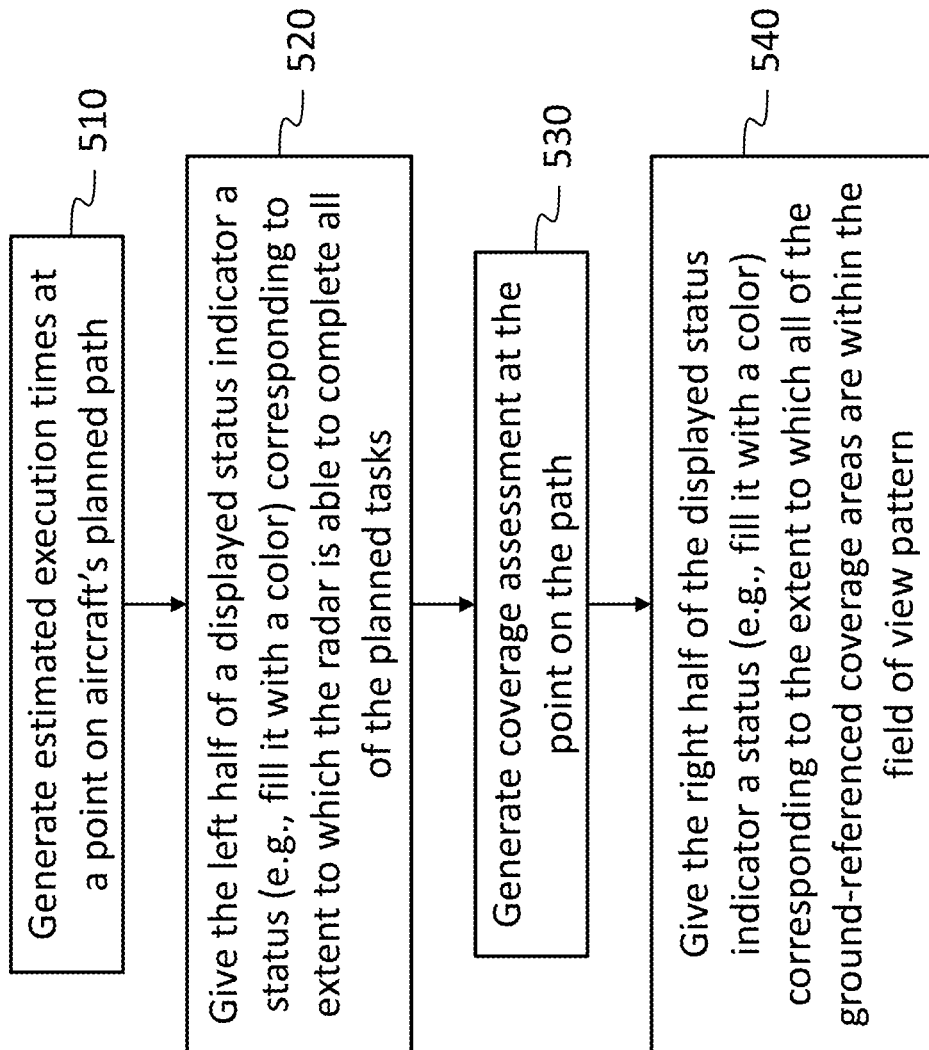 Generate estimated execution times at
a point on aircraft’s planned path
510
Give the left half of a displayed status indicator a
status (e.g., fill it with a color) corresponding to
extent to which the radar is able to complete all
of the planned tasks
520
Generate coverage assessment at the
point on the path
530
Give the right half of the displayed status
indicator a status (e.g., fill it with a color)
corresponding to the extent to which all of the
ground-referenced coverage areas are within the
field of view pattern
540